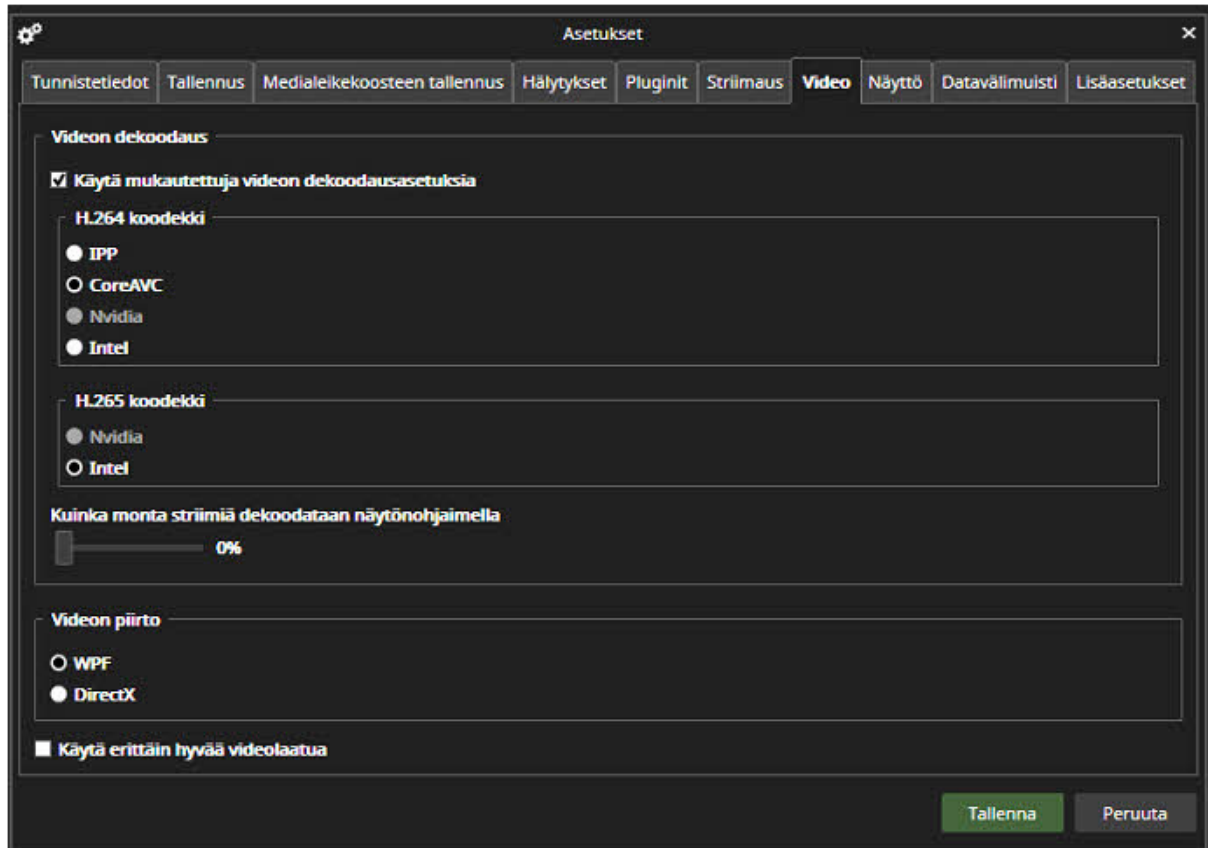 Asetukset
Tunnistetiedot Tallennus Medialeikekoosteen tallennus Hälytykset Pluginit Striimaus Video Näyttö Datavälimuisti Lisäasetukset
Videon dekoodaus
Käytä mukautettuja videon dekoodausasetuksia
H.264 koodekki
IPP
CoreAVC
Nvidia
Intel
H.265 koodekki
Nvidia
Intel
Kuinka monta striimiä dekoodataan näytönohjaimella
0%
Videon piirto
WPF
DirectX
Käytä erittäin hyvää videolaatua
Tallenna Peruuta